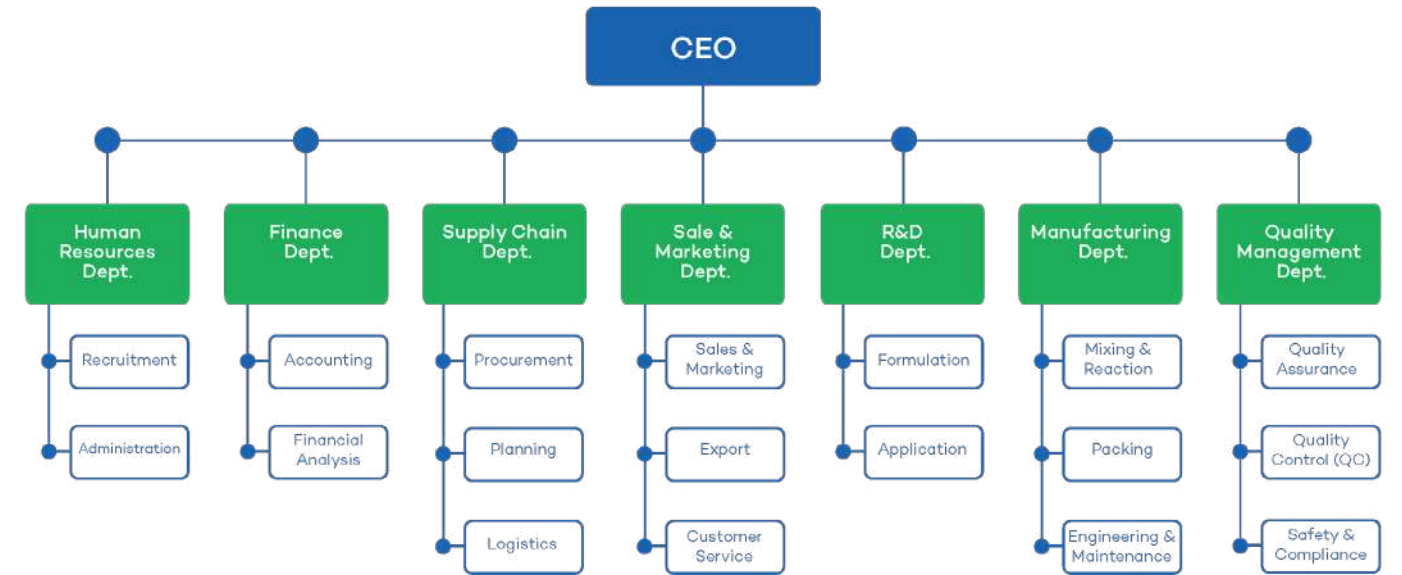 CEO
Human
Resources
Dept.
Finance
Dept.
Supply Chain
Dept.
Sale &
Marketing
Dept.
R&D
Dept.
Manufacturing
Dept.
Quality
Management
Dept.
Recruitment
Administration
Accounting
Financial
Analysis
Procurement
Planning
Logistics
Sales &
Marketing
Export
Customer
Service
Formulation
Application
Mixing &
Reaction
Packing
Engineering &
Maintenance
Quality
Assurance
Quality
Control (QC)
Safety &
Compliance